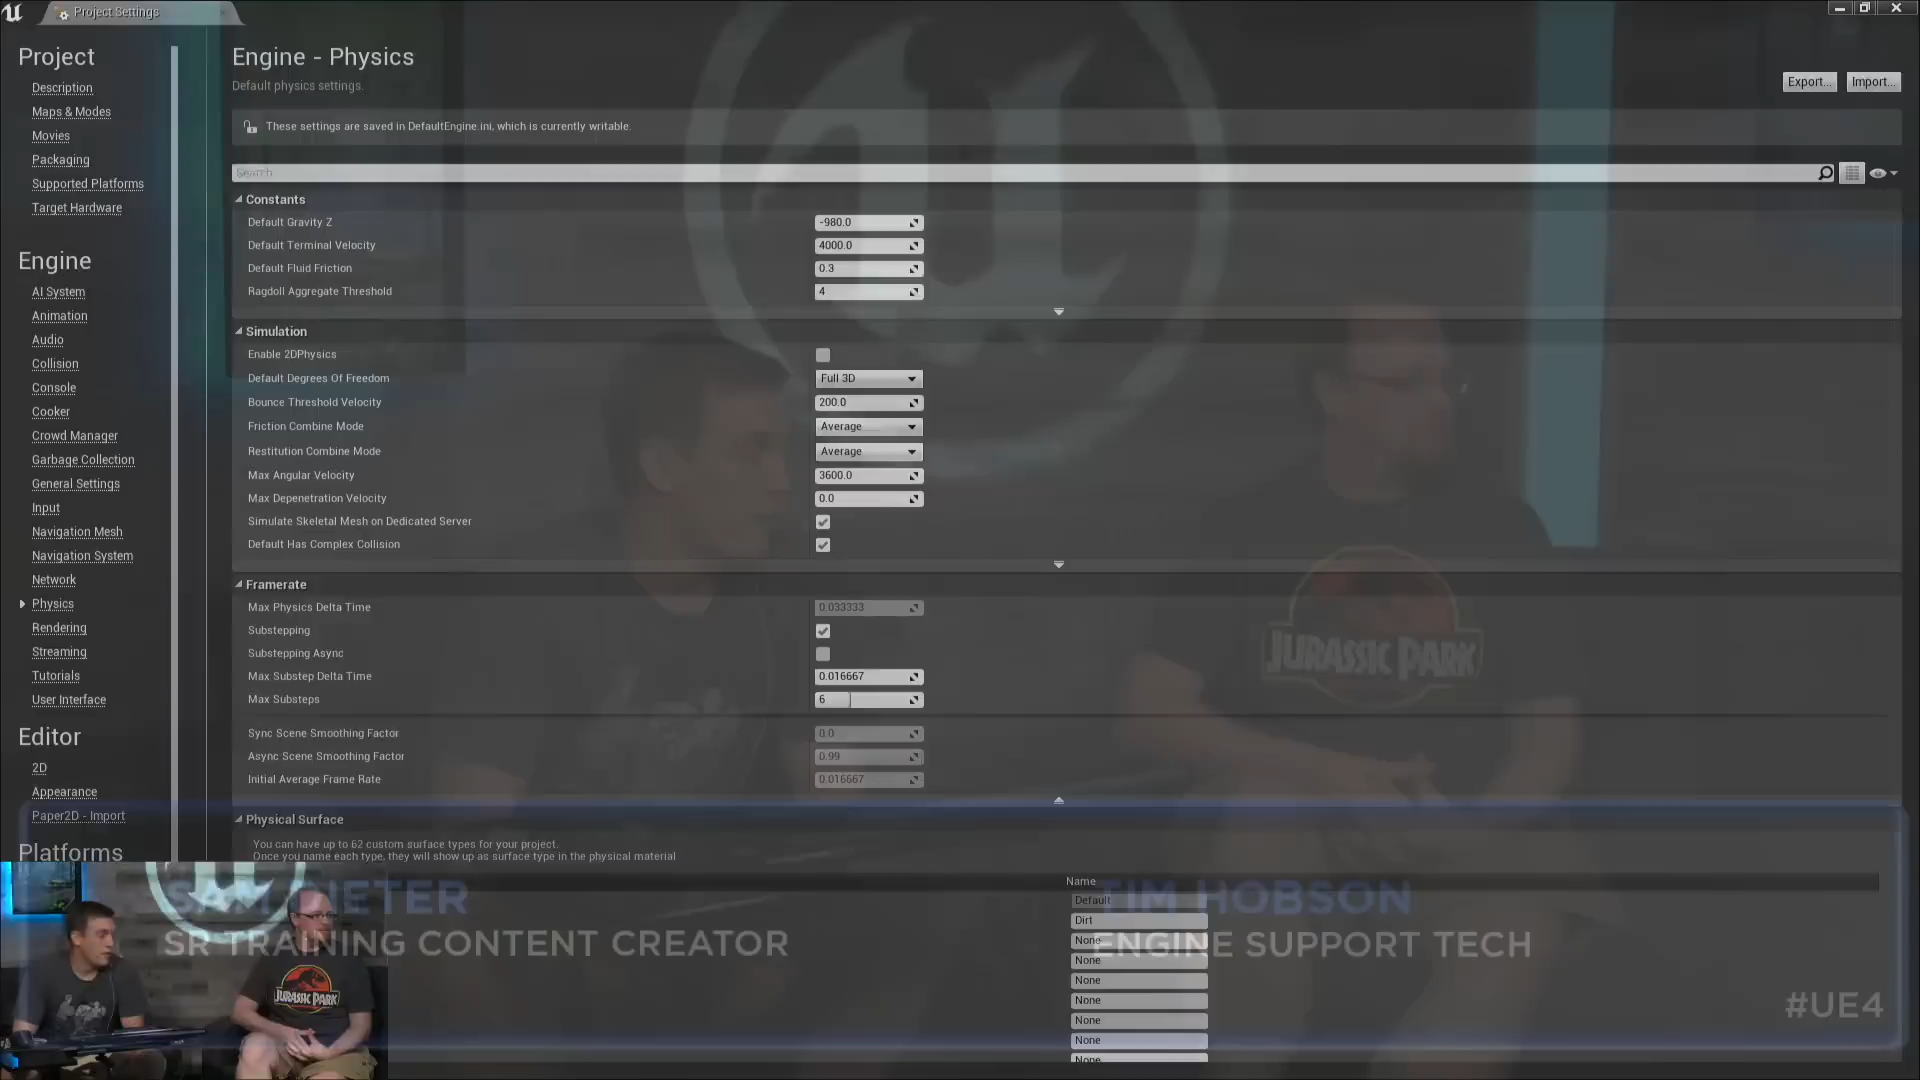 Project Settings
Project
Description
Maps & Modes
Movies
Packaging
Supported Platforms
Target Hardware
Engine
AI System
Animation
Audio
Collision
Console
Cooker
Crowd Manager
Garbage Collection
General Settings
Input
Navigation Mesh
Navigation System
Network
Physics
Rendering
Streaming
Tutorials
User Interface
Editor
2D
Appearance
Paper2D - Import
Platforms
Engine - Physics
Default physics settings.
Export...
Import...
These settings are saved in DefaultEngine.ini, which is currently writable.
Search
Constants
Default Gravity Z -980.0
Default Terminal Velocity 4000.0
Default Fluid Friction 0.3
Ragdoll Aggregate Threshold 4
Simulation
Enable 2DPhysics
Default Degrees Of Freedom Full 3D
Bounce Threshold Velocity 200.0
Friction Combine Mode Average
Restitution Combine Mode Average
Max Angular Velocity 3600.0
Max Depenetration Velocity 0.0
Simulate Skeletal Mesh on Dedicated Server
Default Has Complex Collision
Framerate
Max Physics Delta Time 0.033333
Substepping
Substepping Async
Max Substep Delta Time 0.016667
Max Substeps 6
Sync Scene Smoothing Factor 0.0
Async Scene Smoothing Factor 0.99
Initial Average Frame Rate 0.016667
Physical Surface
You can have up to 62 custom surface types for your project.
Once you name each type, they will show up as surface type in the physical material
Name
Default
Dirt
None
None
None
None
None
None
None
SAM
SR TRAINING CONTENT CREATOR
TIM HOBSON
ENGINE SUPPORT TECH
#UE4
JURASSIC PARK
JURASSIC PARK